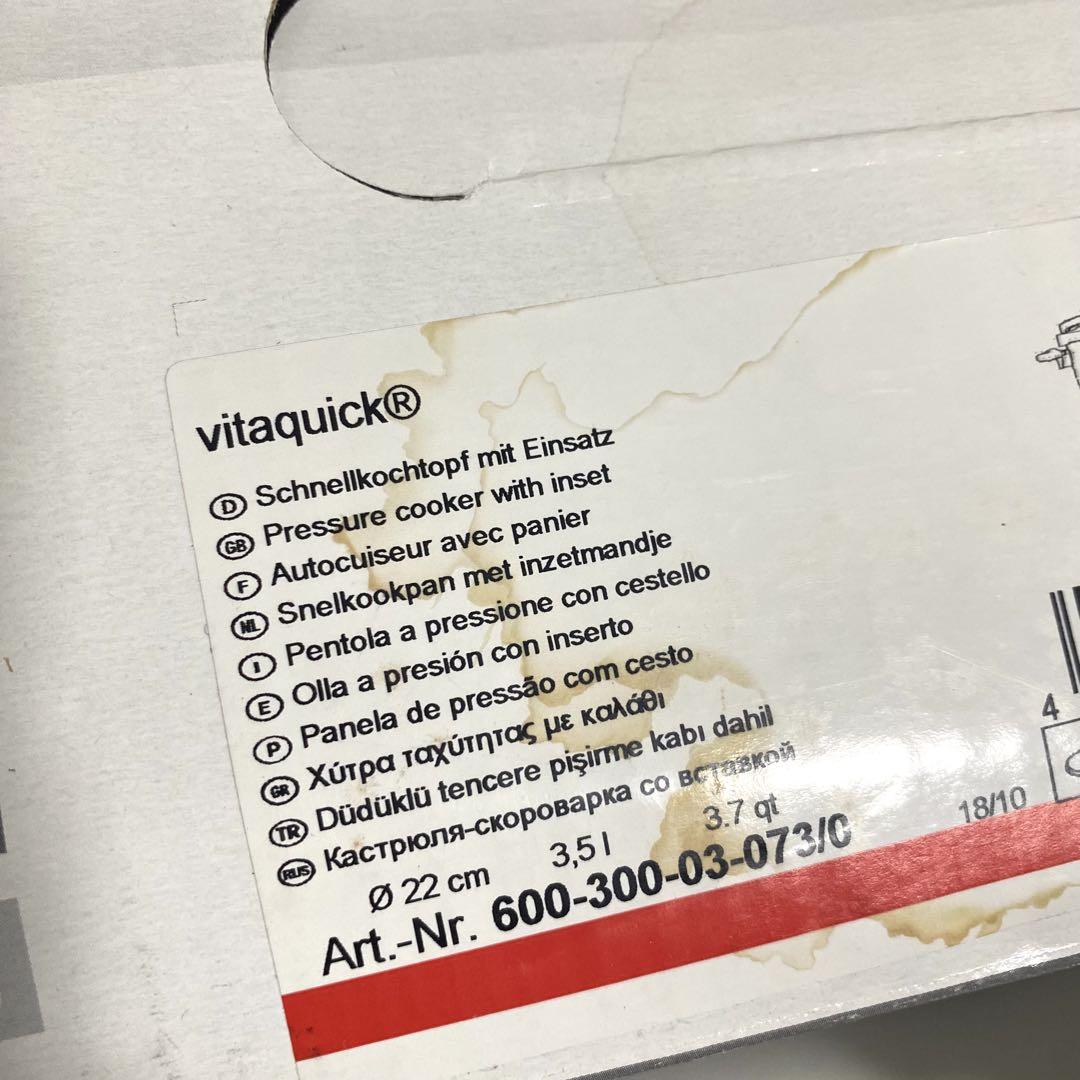 vitaquick®
D Schnellkochtopf mit Einsatz
GB Pressure cooker with inset
F Autocuiseur avec panier
NL Snelkookpan met inzetmandje
I Pentola a pressione con cestello
E Olla a presión con inserto
P Panela de pressão com cesto
GR Χύτρα ταχύτητας με καλάθι
TR Düdüklü tencere pişirme kabı dahil
RUS Кастрюля-скороварка со вставкой
Ø 22 cm 3,5 l 3.7 qt 18/10
Art.-Nr. 600-300-03-073/0
4